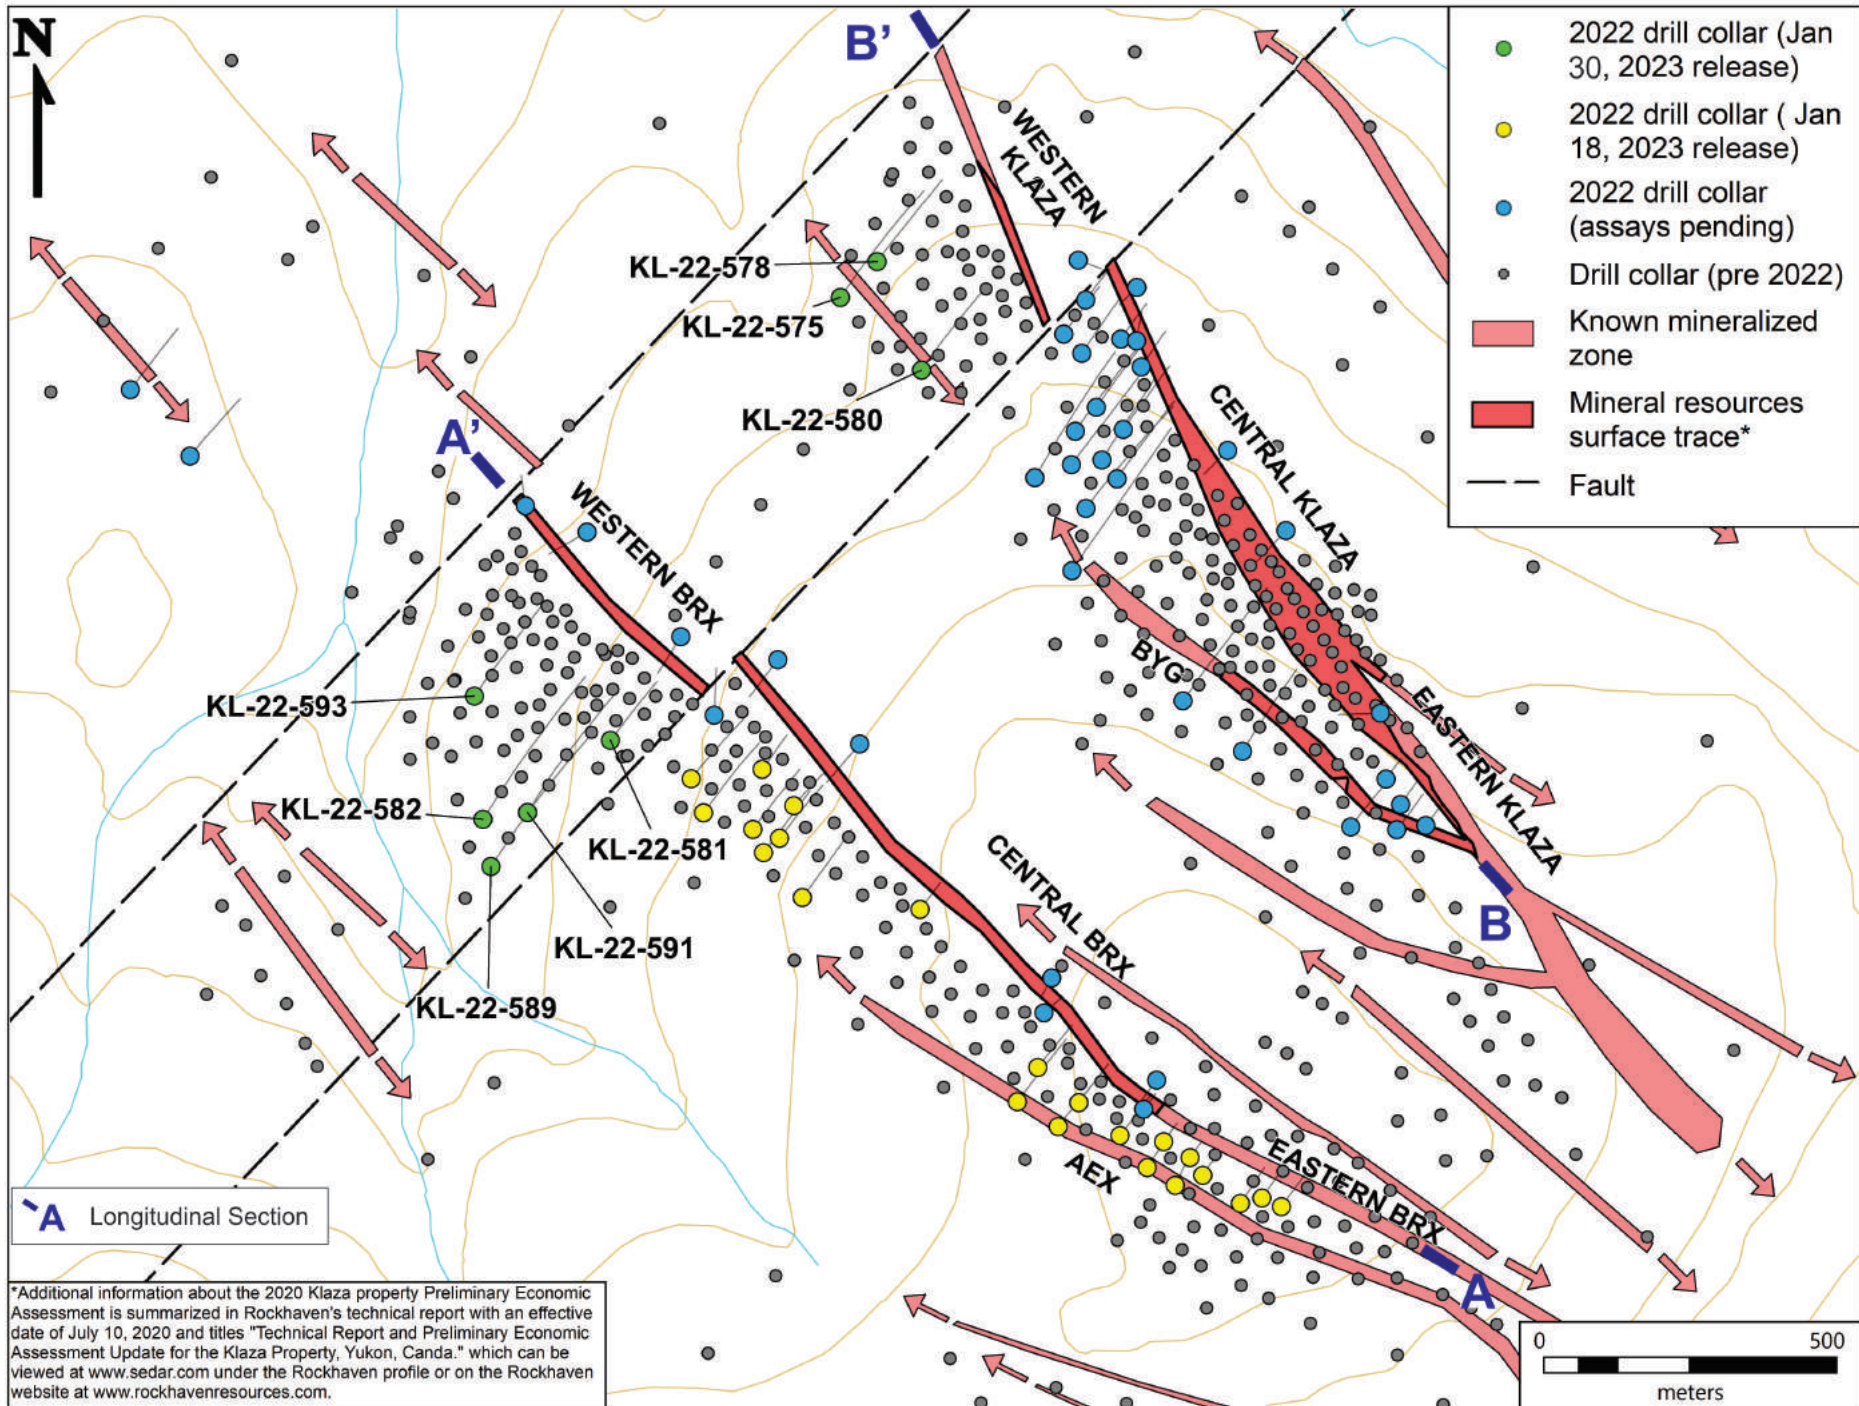 N
B'
2022 drill collar (Jan
30, 2023 release)
2022 drill collar ( Jan
18, 2023 release)
2022 drill collar
(assays pending)
Drill collar (pre 2022)
Known mineralized
zone
Mineral resources
surface trace*
Fault
WESTERN
KLAZA
KL-22-578
KL-22-575
KL-22-580
CENTRAL KLAZA
A'
WESTERN BRX
BYG
EASTERN KLAZA
KL-22-593
KL-22-582
KL-22-581
KL-22-591
KL-22-589
CENTRAL BRX
B
AEX
EASTERN BRX
A
A Longitudinal Section
*Additional information about the 2020 Klaza property Preliminary Economic
Assessment is summarized in Rockhaven's technical report with an effective
date of July 10, 2020 and titles "Technical Report and Preliminary Economic
Assessment Update for the Klaza Property, Yukon, Canda." which can be
viewed at www.sedar.com under the Rockhaven profile or on the Rockhaven
website at www.rockhavenresources.com.
0 500
meters